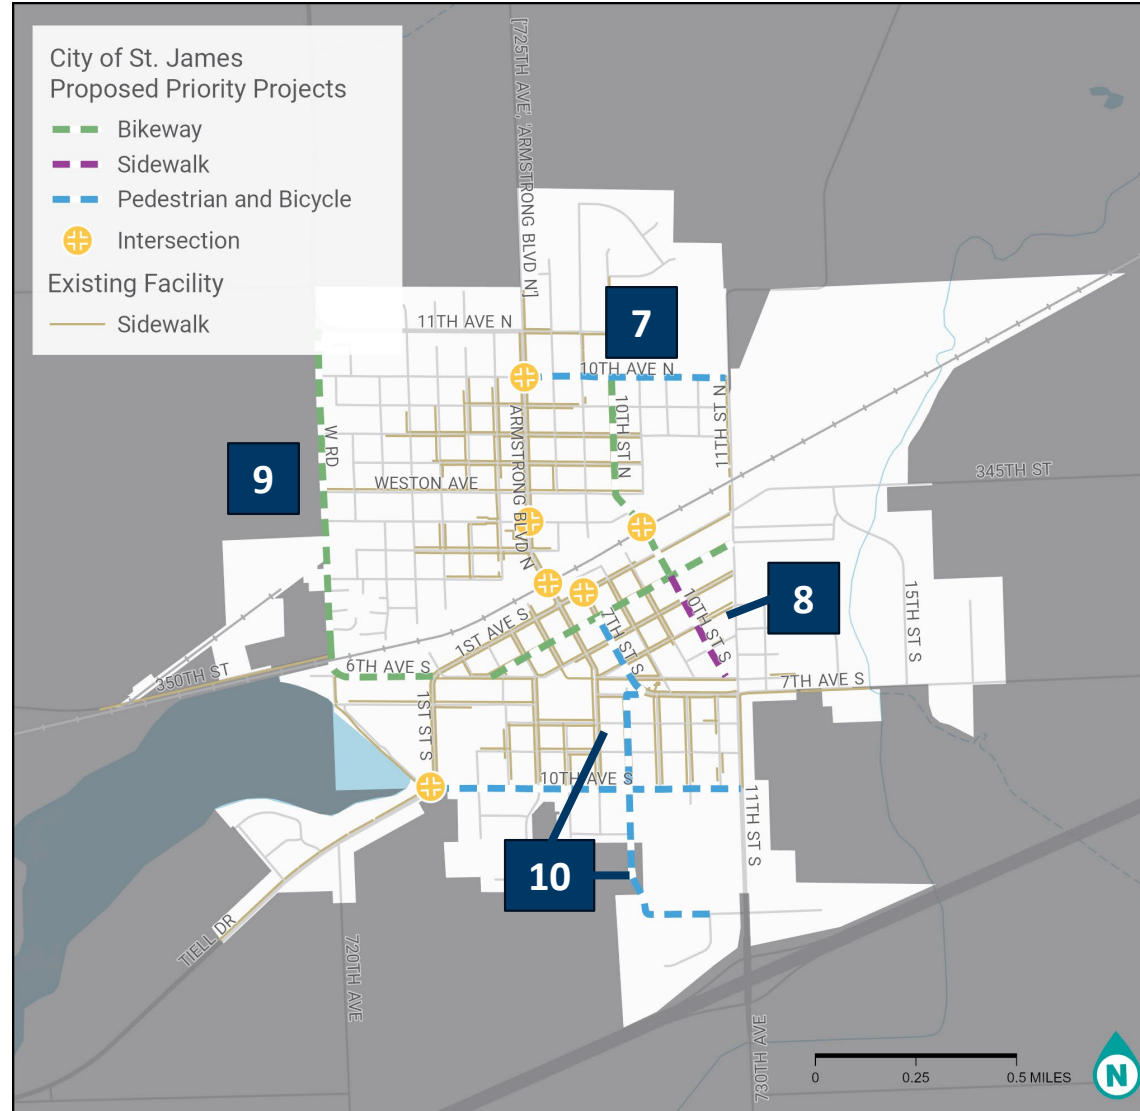 City of St. James
Proposed Priority Projects
Bikeway
Sidewalk
Pedestrian and Bicycle
Intersection
Existing Facility
Sidewalk
['725TH AVE', 'ARMSTRONG BLVD N']
11TH AVE N
7
10TH AVE N
ARMSTRONG BLVD N
10TH ST N
11TH ST N
W RD
9
WESTON AVE
345TH ST
1ST AVE S
7TH ST S
10TH ST S
8
15TH ST S
6TH AVE S
350TH ST
7TH AVE S
1ST ST S
10TH AVE S
11TH ST S
10
TIELL DR
720TH AVE
730TH AVE
0 0.25 0.5 MILES
N